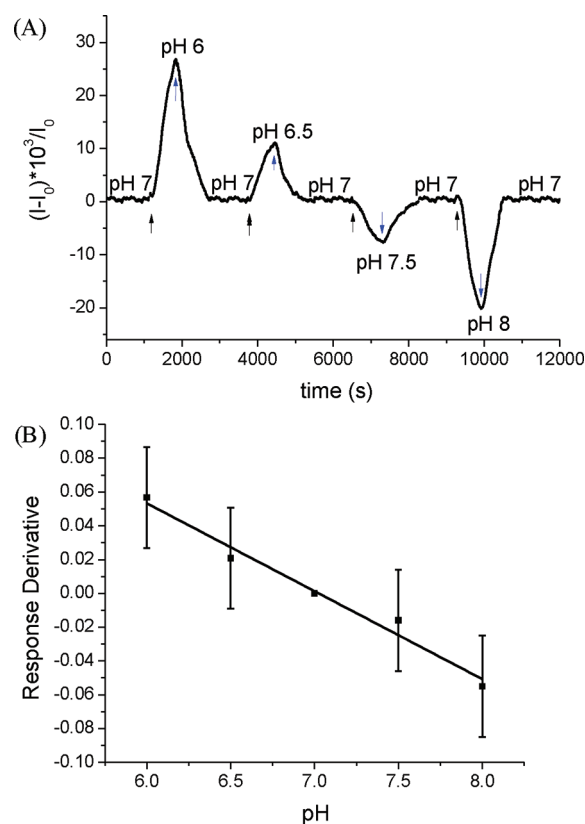 (A)
(I-I0)*10^3/I0
30
20
10
0
-10
-20
pH 6
pH 6.5
pH 7
pH 7
pH 7
pH 7
pH 7
pH 7.5
pH 8
0
2000
4000
6000
8000
10000
12000
time (s)
(B)
Response Derivative
0.10
0.08
0.06
0.04
0.02
0.00
-0.02
-0.04
-0.06
-0.08
-0.10
6.0
6.5
7.0
7.5
8.0
pH